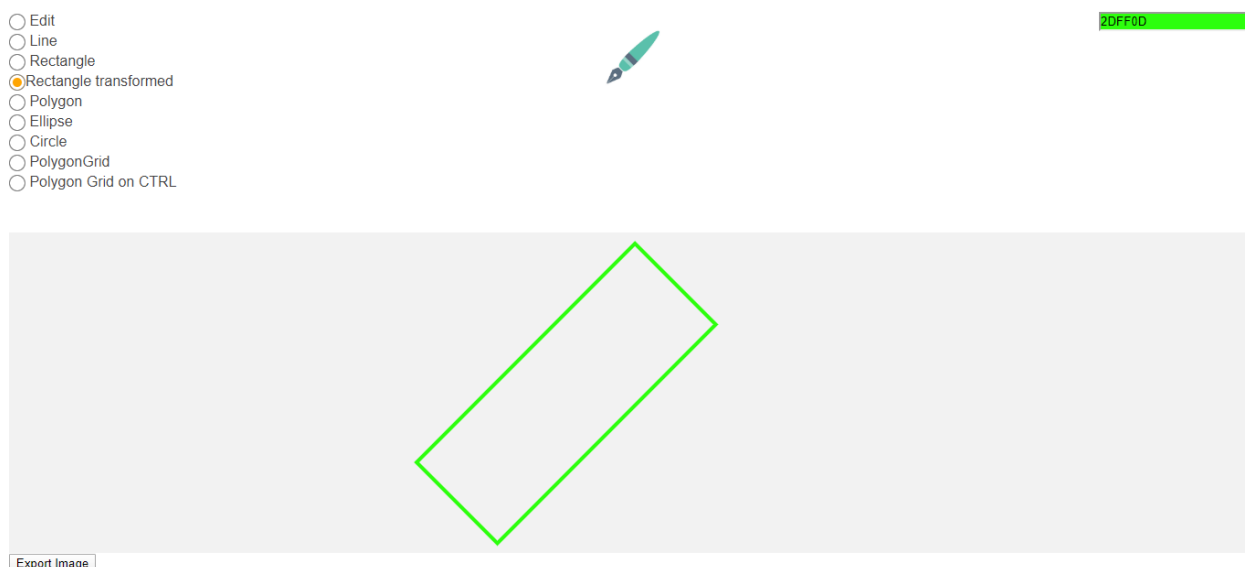 Edit
Line
Rectangle
Rectangle transformed
Polygon
Ellipse
Circle
PolygonGrid
Polygon Grid on CTRL
2DFF0D
Export Image